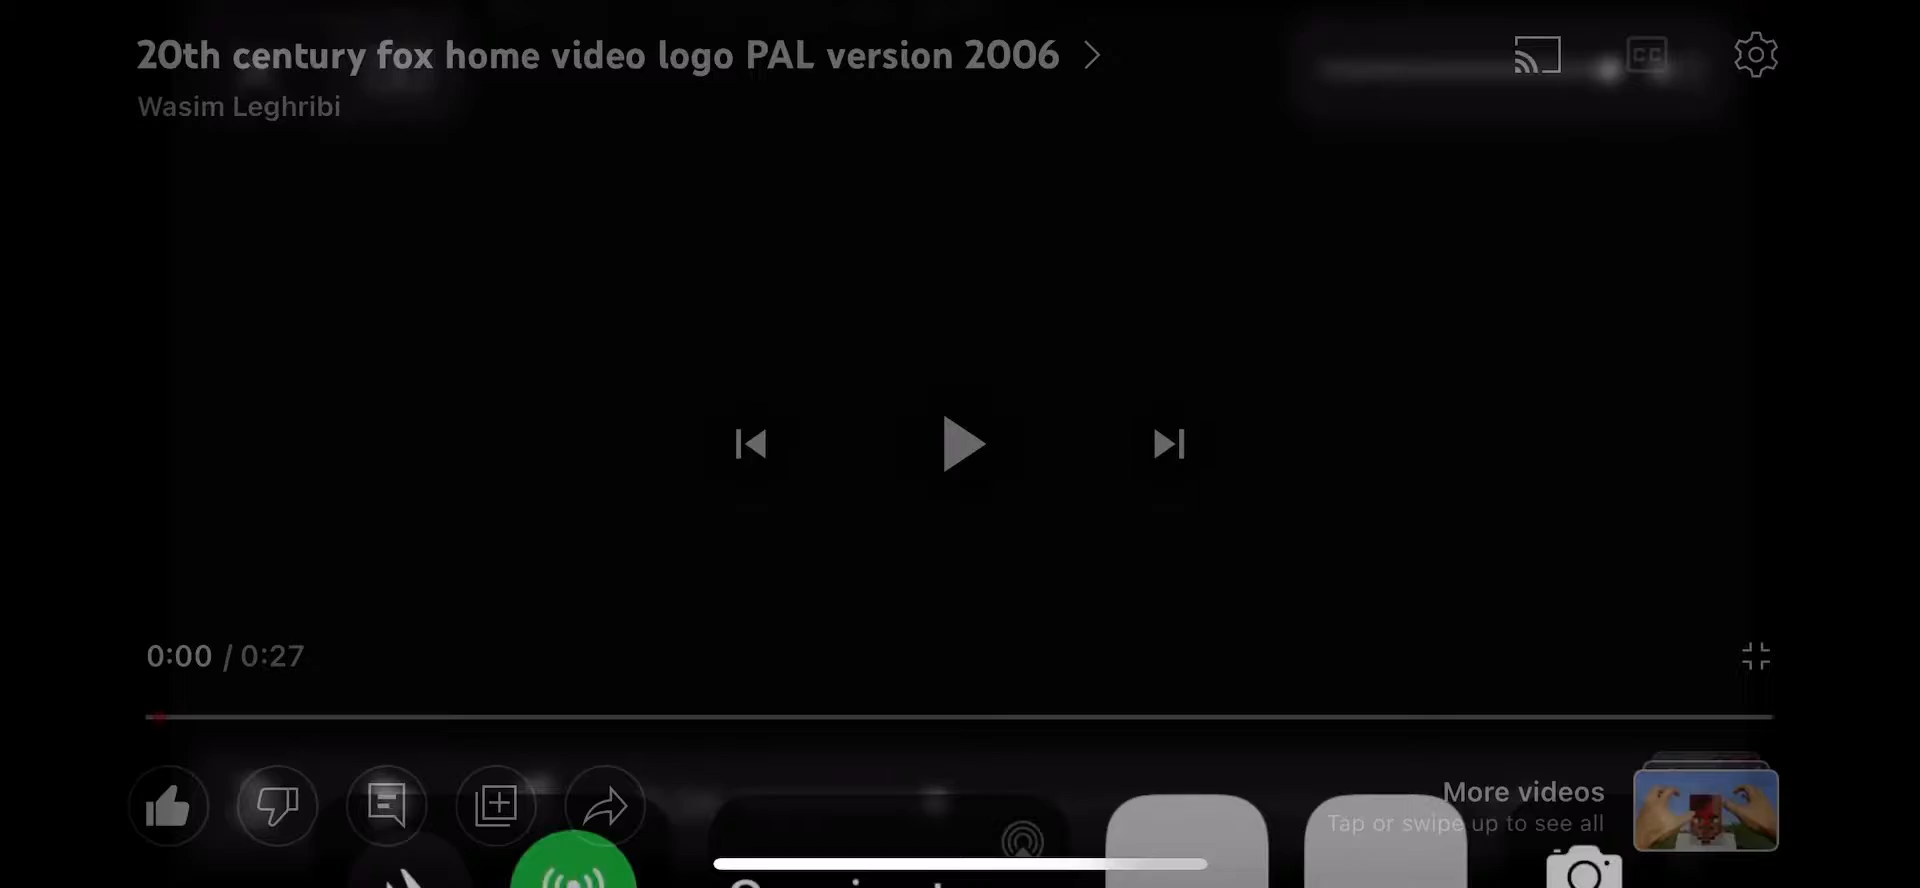 20th century fox home video logo PAL version 2006
Wasim Leghribi
CC
0:00 / 0:27
More videos
Tap or swipe up to see all